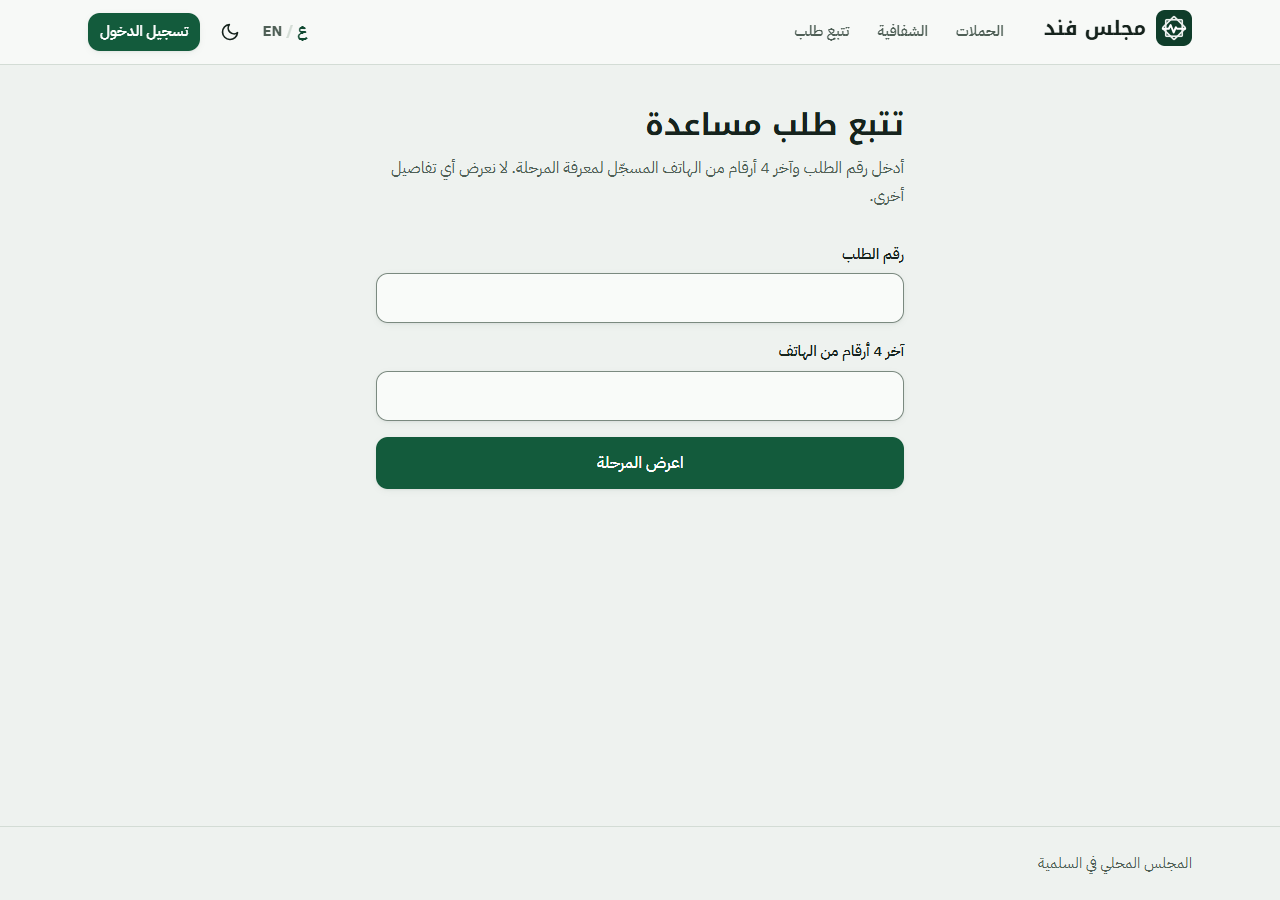 مجلس فند
الحملات
الشفافية
تتبع طلب
ع / EN
تسجيل الدخول
تتبع طلب مساعدة
أدخل رقم الطلب وآخر 4 أرقام من الهاتف المسجّل لمعرفة المرحلة. لا نعرض أي تفاصيل
أخرى.
رقم الطلب
آخر 4 أرقام من الهاتف
اعرض المرحلة
المجلس المحلي في السلمية